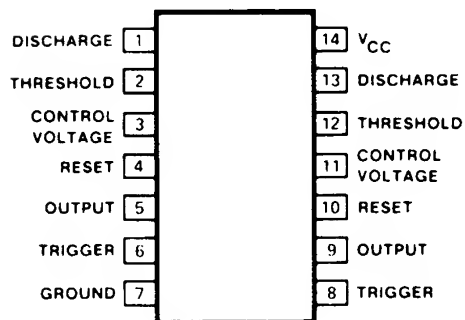 DISCHARGE 1
THRESHOLD 2
CONTROL
VOLTAGE 3
RESET 4
OUTPUT 5
TRIGGER 6
GROUND 7
14 VCC
13 DISCHARGE
12 THRESHOLD
11 CONTROL
VOLTAGE
10 RESET
9 OUTPUT
8 TRIGGER